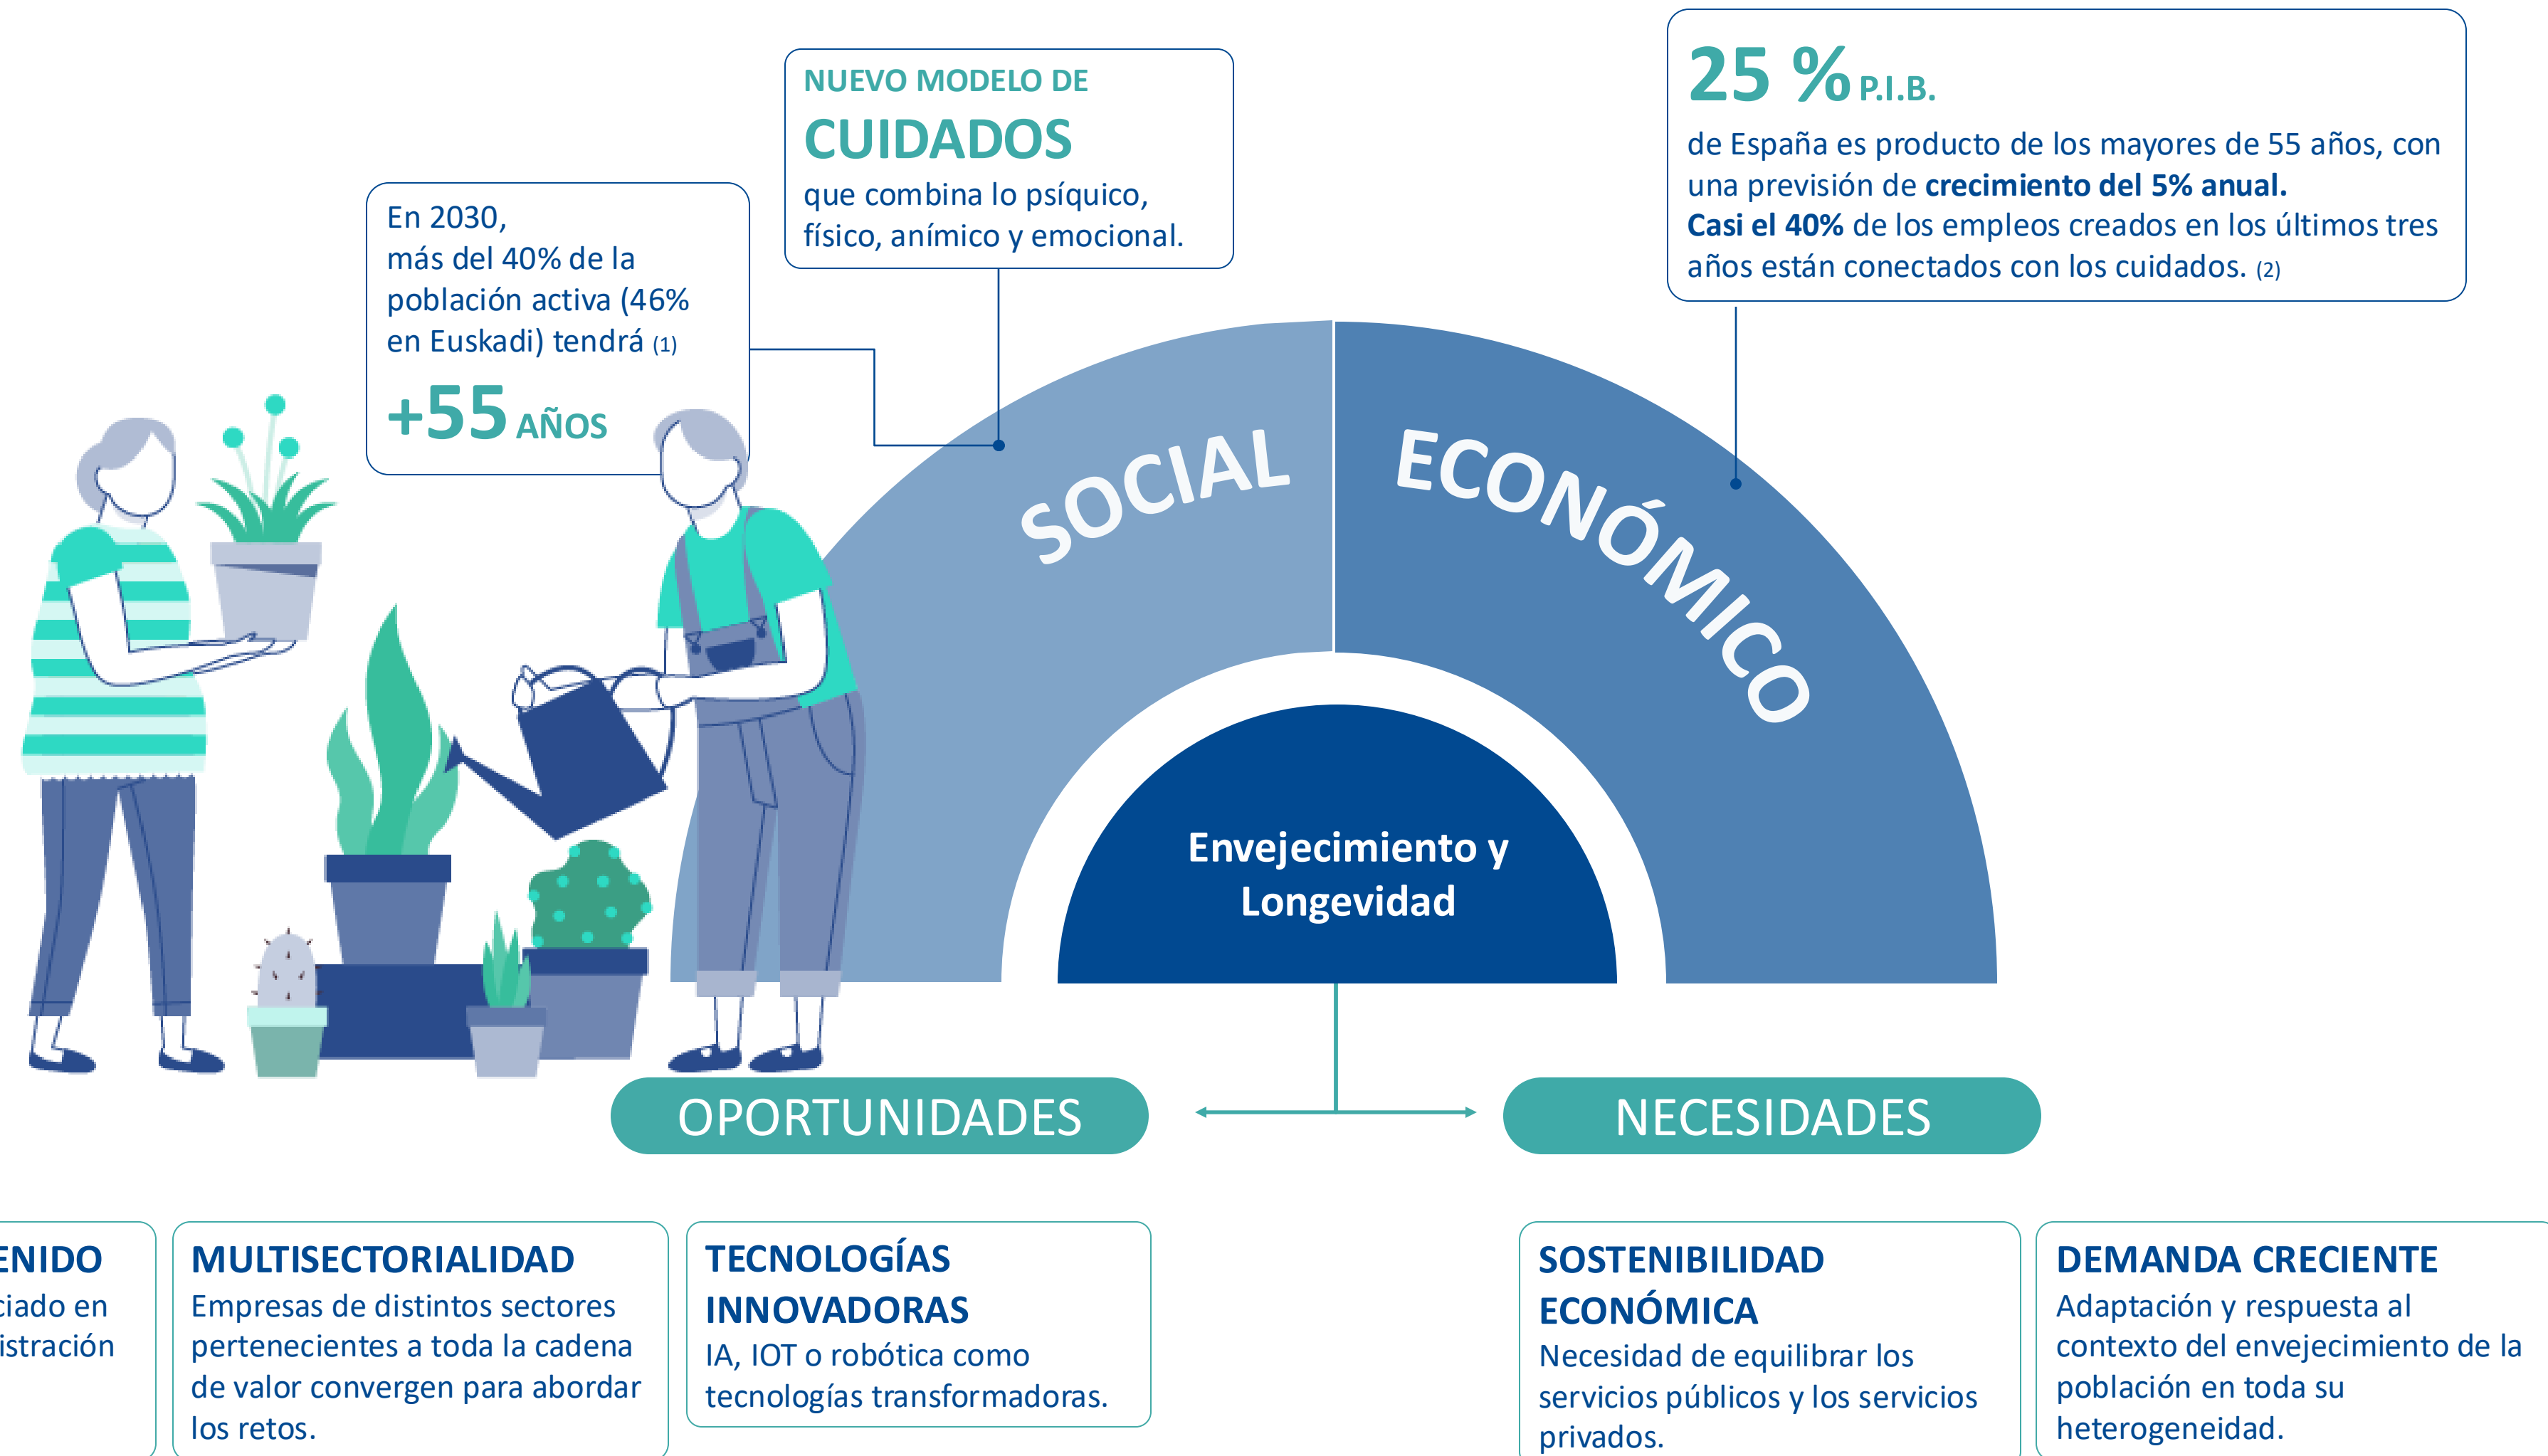 25 % P.I.B.
de España es producto de los mayores de 55 años, con
una previsión de crecimiento del 5% anual.
Casi el 40% de los empleos creados en los últimos tres
años están conectados con los cuidados. (2)
NUEVO MODELO DE
CUIDADOS
que combina lo psíquico,
físico, anímico y emocional.
En 2030,
más del 40% de la
población activa (46%
en Euskadi) tendrá (1)
+55 AÑOS
SOCIAL
ECONÓMICO
Envejecimiento y
Longevidad
OPORTUNIDADES
NECESIDADES
ENIDO
ciado en
istración
MULTISECTORIALIDAD
Empresas de distintos sectores
pertenecientes a toda la cadena
de valor convergen para abordar
los retos.
TECNOLOGÍAS
INNOVADORAS
IA, IOT o robótica como
tecnologías transformadoras.
SOSTENIBILIDAD
ECONÓMICA
Necesidad de equilibrar los
servicios públicos y los servicios
privados.
DEMANDA CRECIENTE
Adaptación y respuesta al
contexto del envejecimiento de la
población en toda su
heterogeneidad.